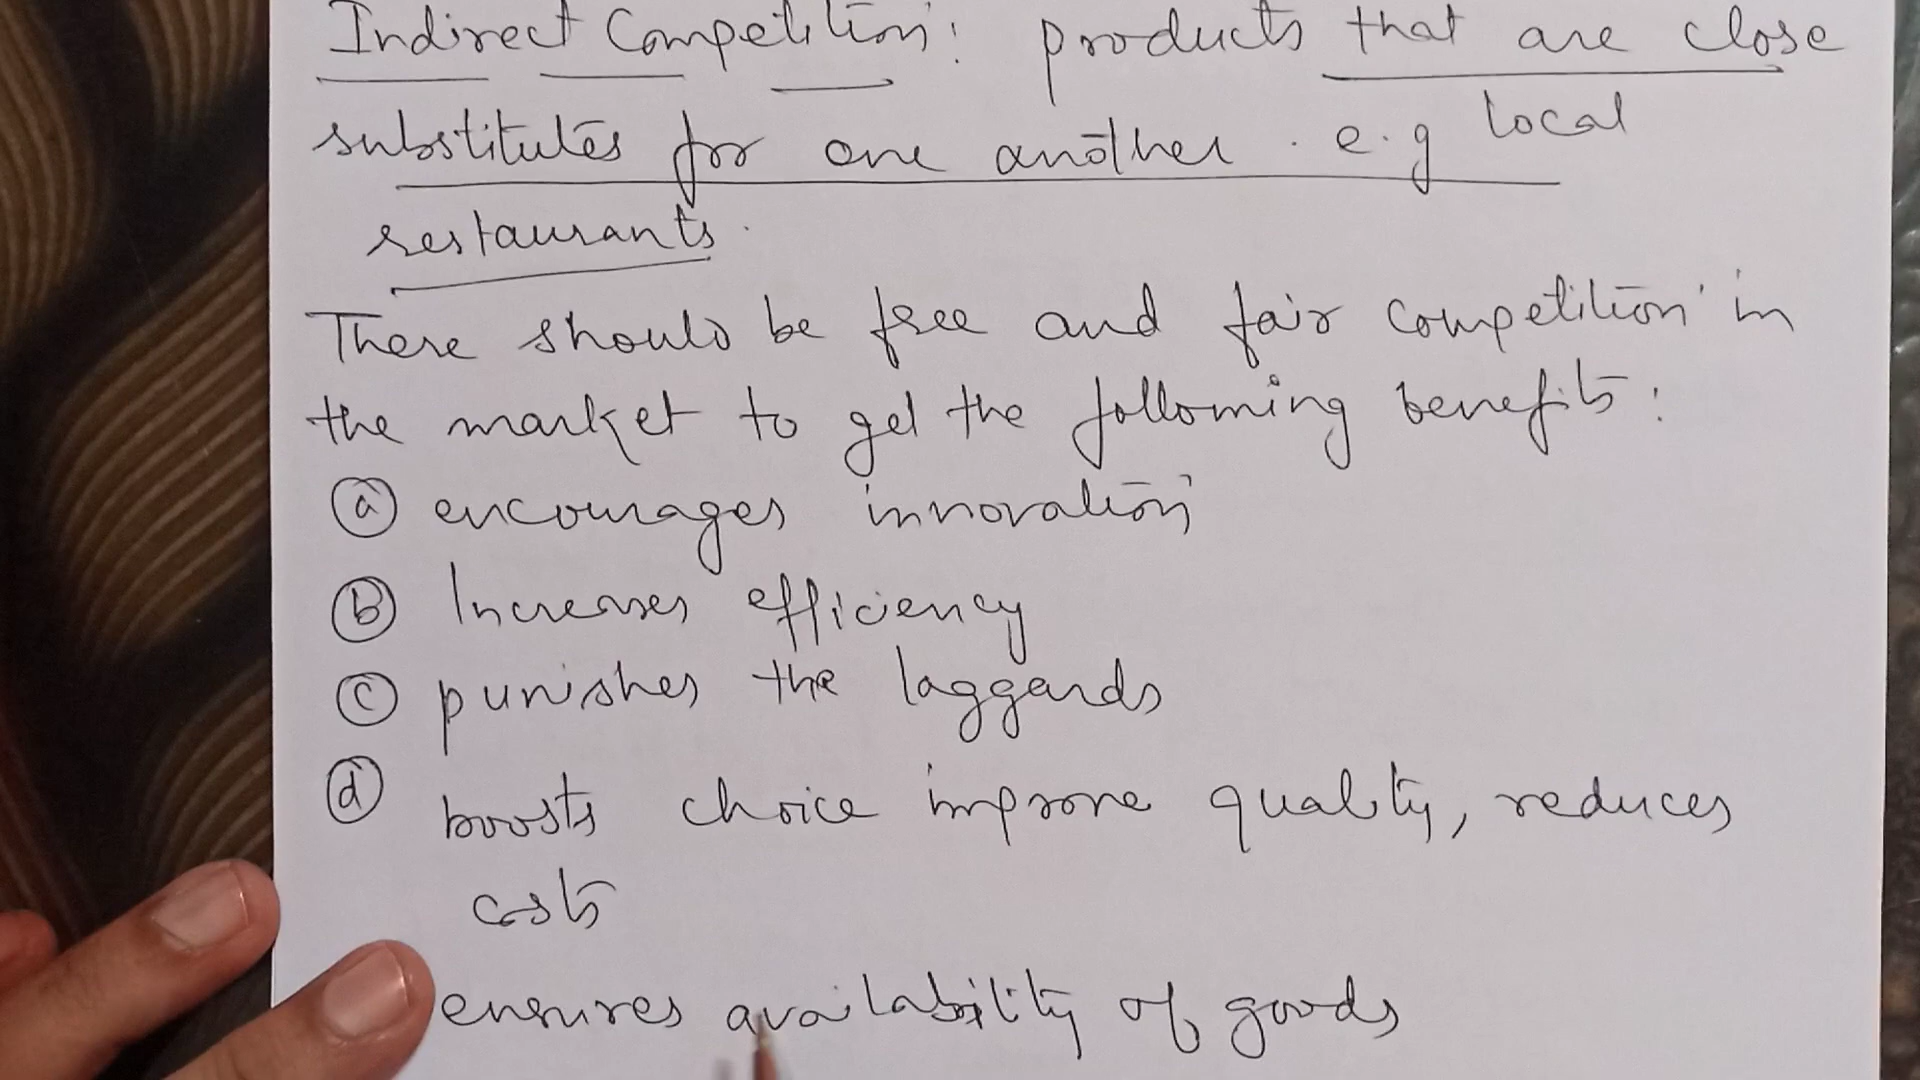 Indirect Competition: products that are close
substitutes for one another. e.g local
restaurants.
There should be free and fair competition in
the market to get the following benefits:
(a) encourages innovation
(b) Increases efficiency
(c) punishes the laggards
(d) boosts choice improve quality, reduces
costs
ensures availability of goods